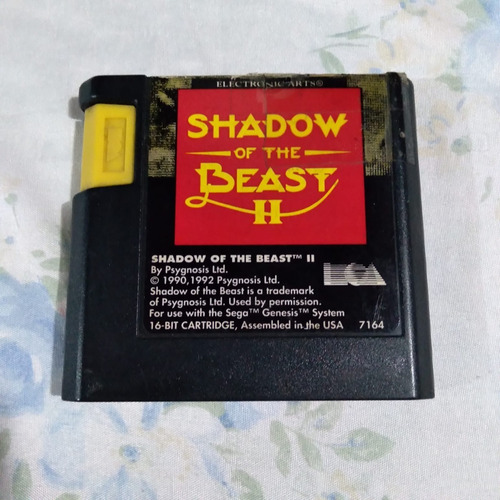 ELECTRONIC ARTS®
SHADOW
OF THE
BEAST
II
SHADOW OF THE BEAST™ II
By Psygnosis Ltd.
© 1990,1992 Psygnosis Ltd.
Shadow of the Beast is a trademark
of Psygnosis Ltd. Used by permission.
For use with the Sega™ Genesis™ System
16-BIT CARTRIDGE, Assembled in the USA 7164
EA